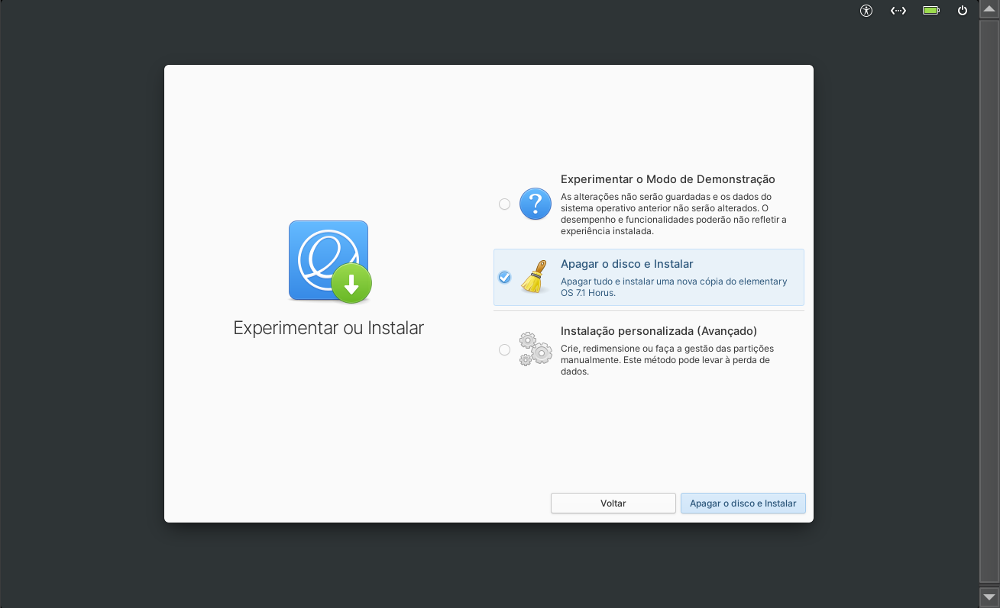 Experimentar ou Instalar
Experimentar o Modo de Demonstração
As alterações não serão guardadas e os dados do
sistema operativo anterior não serão alterados. O
desempenho e funcionalidades poderão não refletir a
experiência instalada.
Apagar o disco e Instalar
Apagar tudo e instalar uma nova cópia do elementary
OS 7.1 Horus.
Instalação personalizada (Avançado)
Crie, redimensione ou faça a gestão das partições
manualmente. Este método pode levar à perda de
dados.
Voltar
Apagar o disco e Instalar